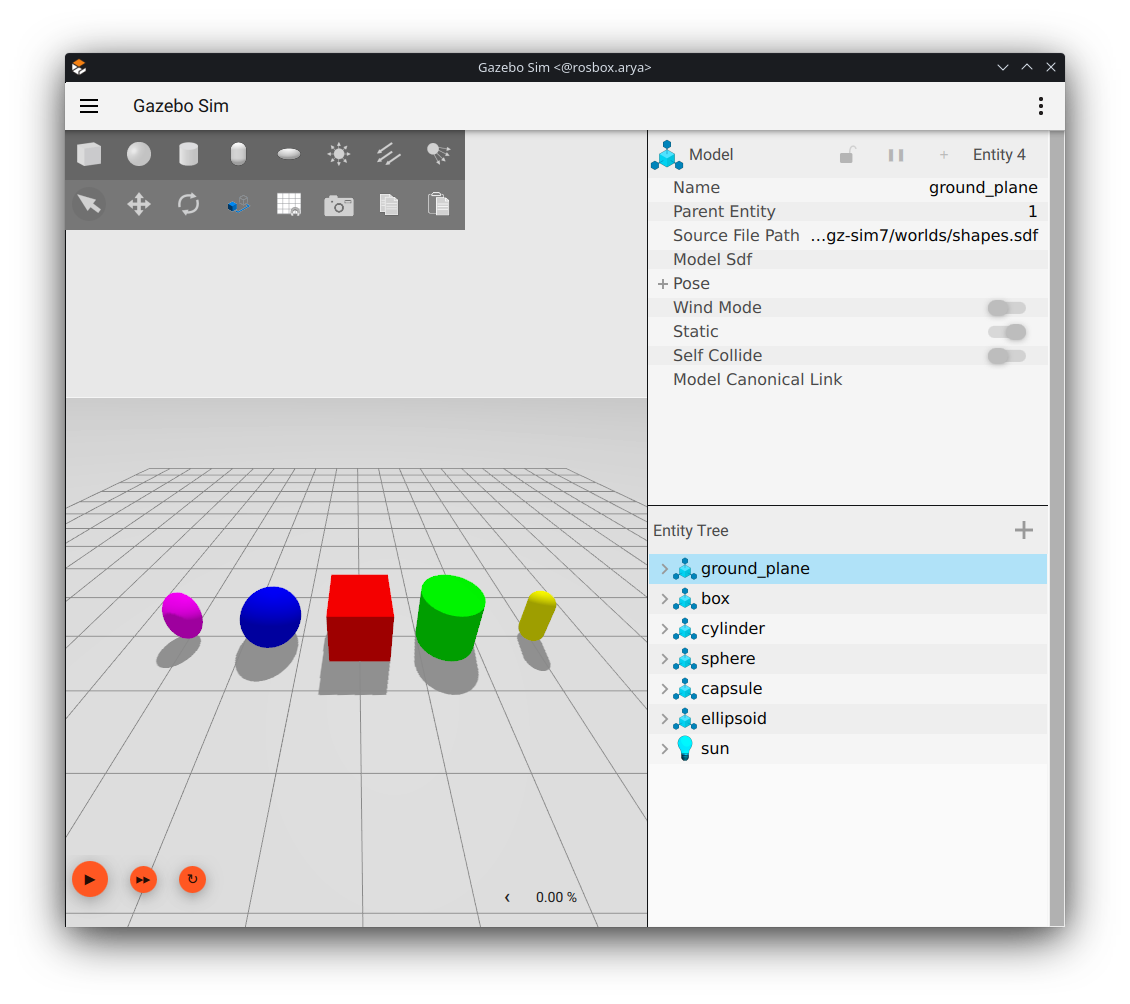 Gazebo Sim <@rosbox.arya>
Gazebo Sim
Model
Entity 4
Name ground_plane
Parent Entity 1
Source File Path ...gz-sim7/worlds/shapes.sdf
Model Sdf
Pose
Wind Mode
Static
Self Collide
Model Canonical Link
Entity Tree
ground_plane
box
cylinder
sphere
capsule
ellipsoid
sun
0.00 %